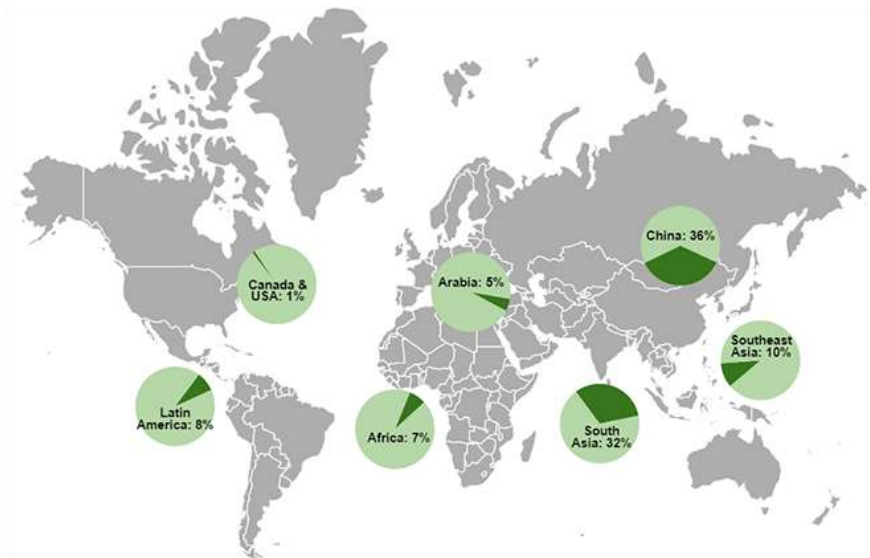 China: 36%
Canada &
USA: 1%
Arabia: 5%
Southeast
Asia: 10%
Latin
America: 8%
Africa: 7%
South
Asia: 32%